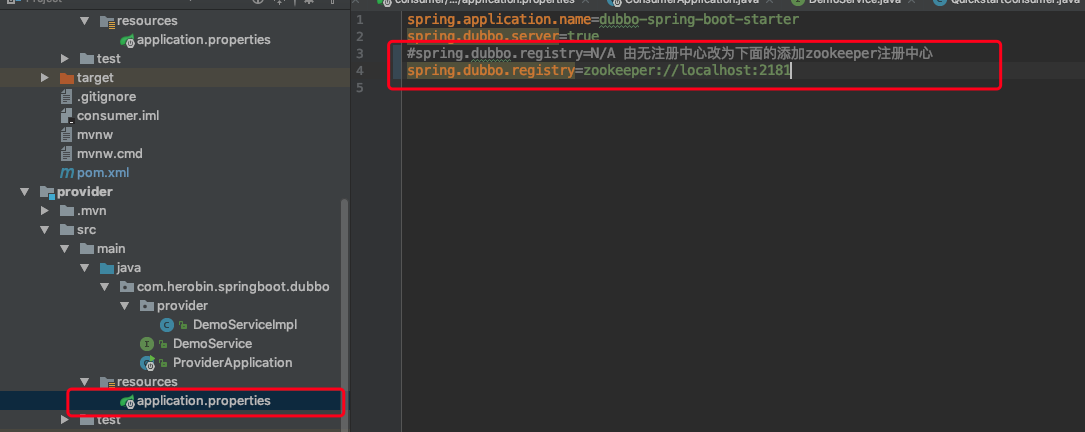 Project
resources
application.properties
test
target
.gitignore
consumer.iml
mvnw
mvnw.cmd
pom.xml
provider
.mvn
src
main
java
com.herobin.springboot.dubbo
provider
DemoServiceImpl
DemoService
ProviderApplication
resources
application.properties
test
consumer/.../application.properties
ConsumerApplication.java
DemoService.java
QuickstartConsumer.java
1 spring.application.name=dubbo-spring-boot-starter
2 spring.dubbo.server=true
3 #spring.dubbo.registry=N/A 由无注册中心改为下面的添加zookeeper注册中心
4 spring.dubbo.registry=zookeeper://localhost:2181
5